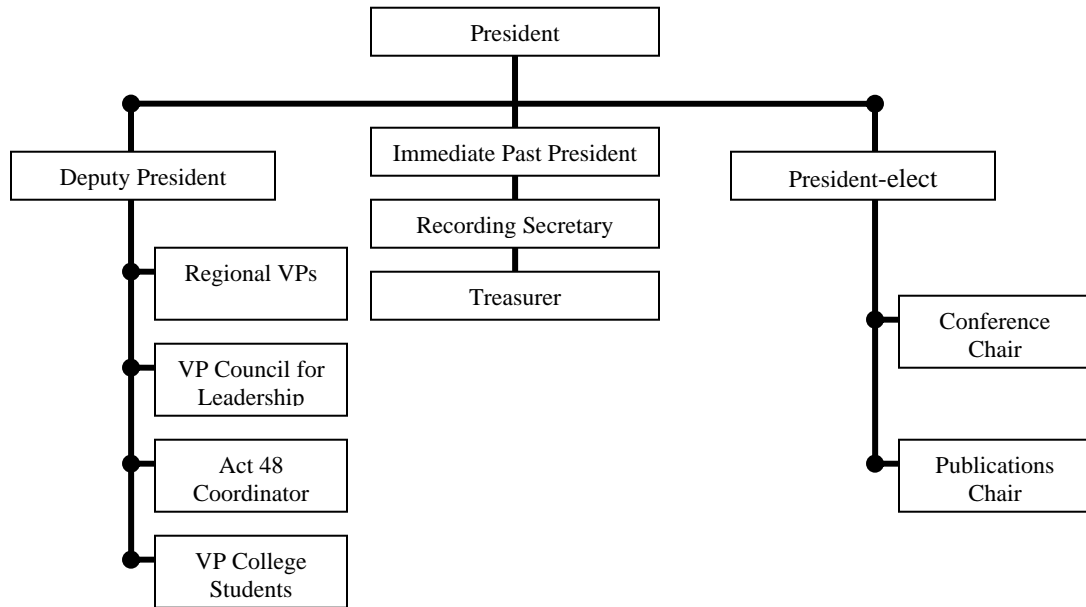 President
Immediate Past President
Deputy President
President-elect
Recording Secretary
Regional VPs
Treasurer
Conference
Chair
VP Council for
Leadership
Act 48
Coordinator
Publications
Chair
VP College
Students